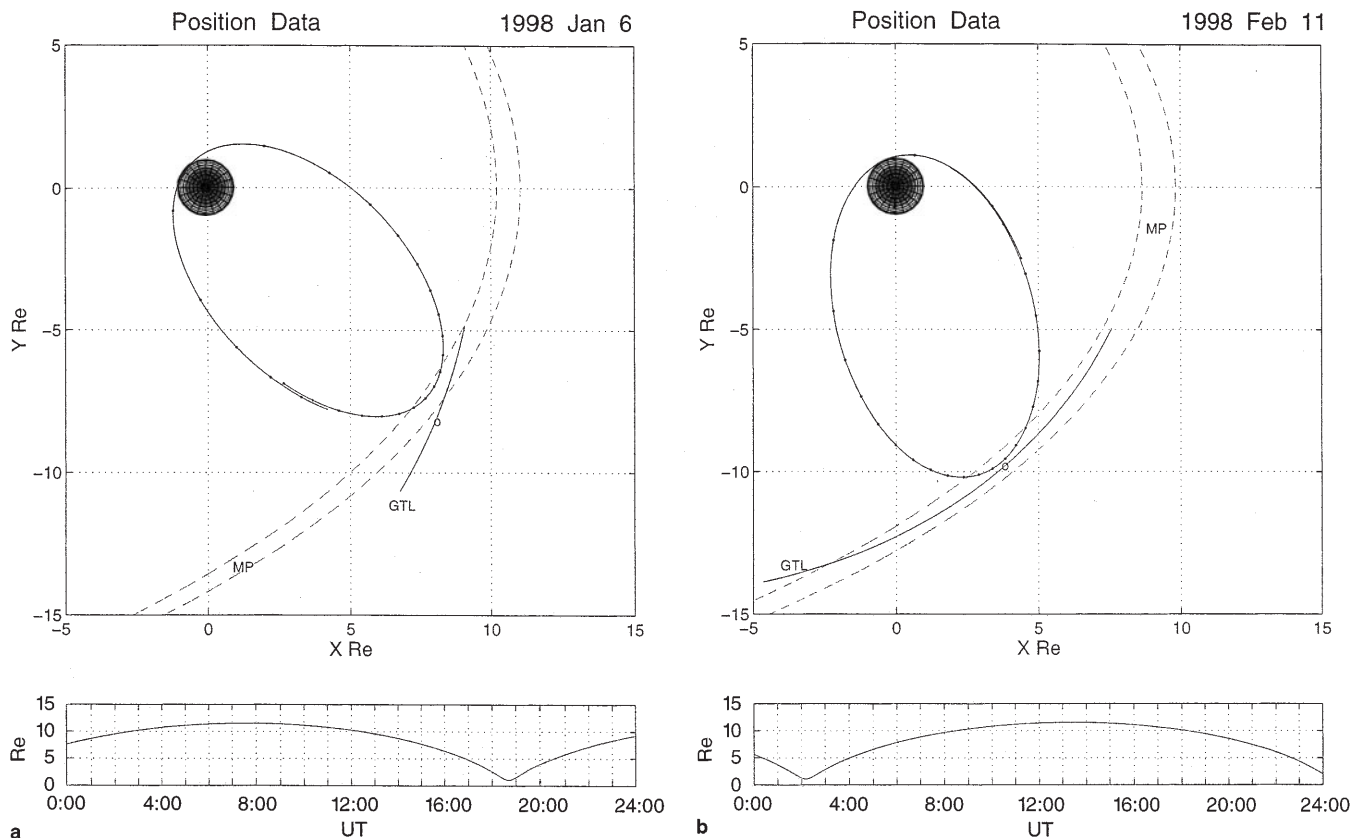 Position Data 1998 Jan 6
5
0
−5
−10
−15
Y Re
−5 0 5 10 15
X Re
O
GTL
MP
15
10
5
0
Re
0:00 4:00 8:00 12:00 16:00 20:00 24:00
UT
a
Position Data 1998 Feb 11
5
0
−5
−10
−15
Y Re
−5 0 5 10 15
X Re
MP
O
GTL
15
10
5
0
Re
0:00 4:00 8:00 12:00 16:00 20:00 24:00
UT
b